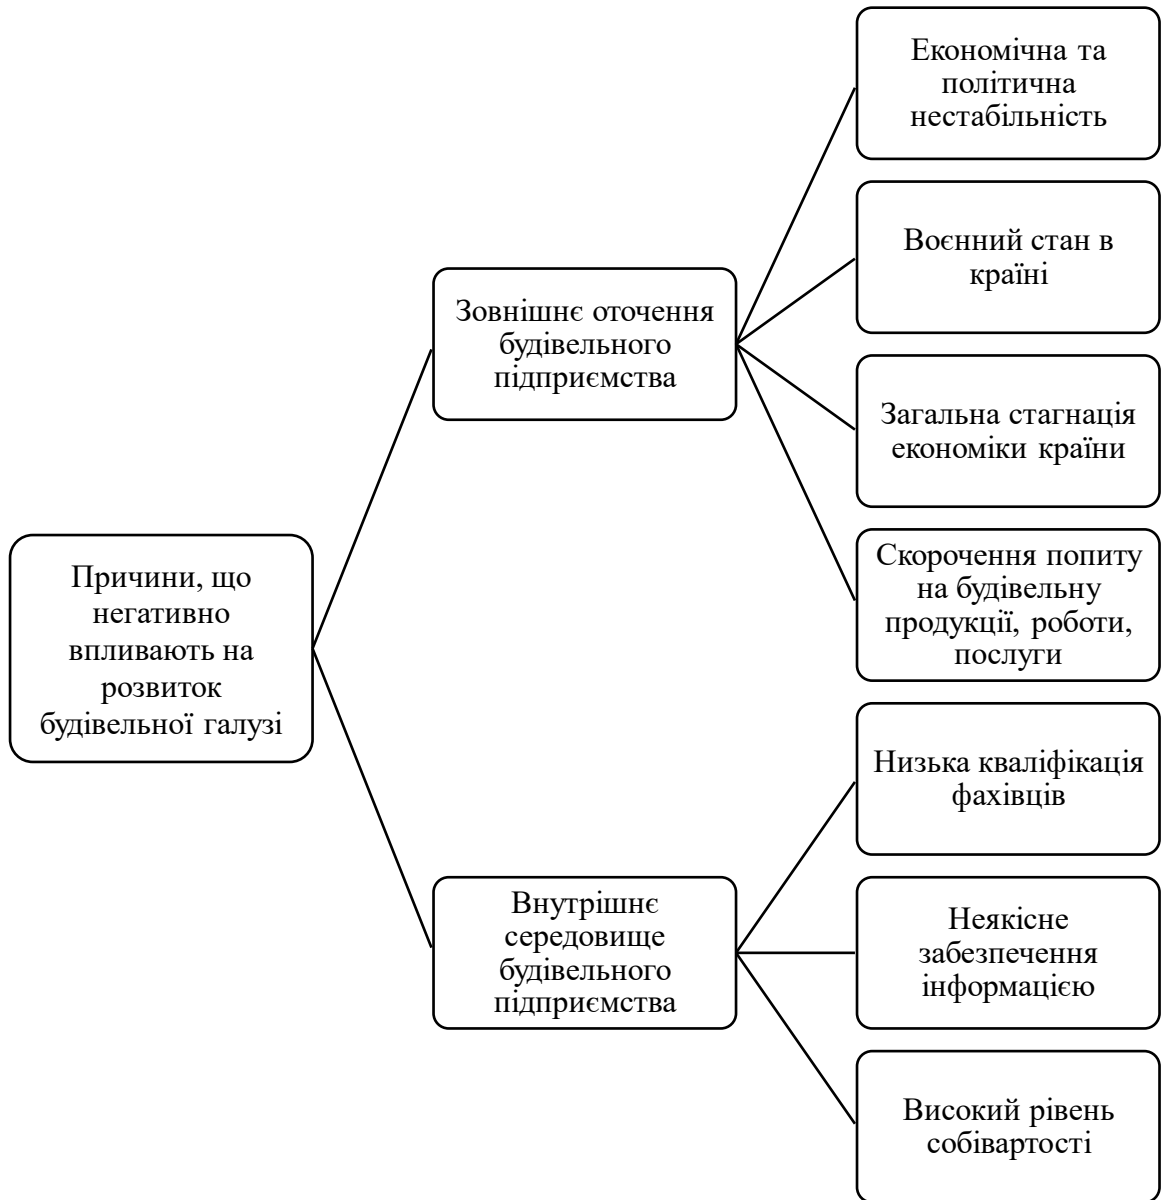 Економічна та
політична
нестабільність
Воєнний стан в
країні
Зовнішнє оточення
будівельного
підприємства
Загальна стагнація
економіки країни
Скорочення попиту
на будівельну
продукції, роботи,
послуги
Причини, що
негативно
впливають на
розвиток
будівельної галузі
Низька кваліфікація
фахівців
Внутрішнє
середовище
будівельного
підприємства
Неякісне
забезпечення
інформацією
Високий рівень
собівартості